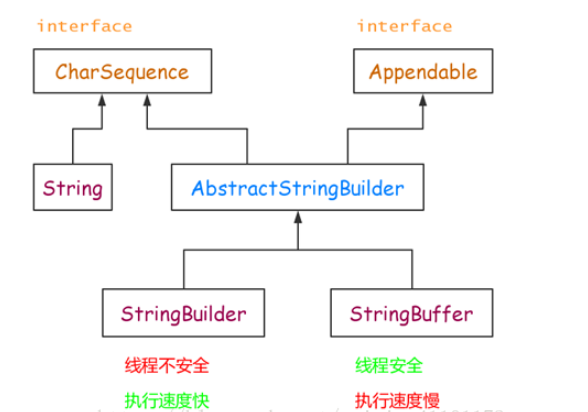 interface interface
CharSequence Appendable
String AbstractStringBuilder
StringBuilder StringBuffer
线程不安全 线程安全
执行速度快 执行速度慢